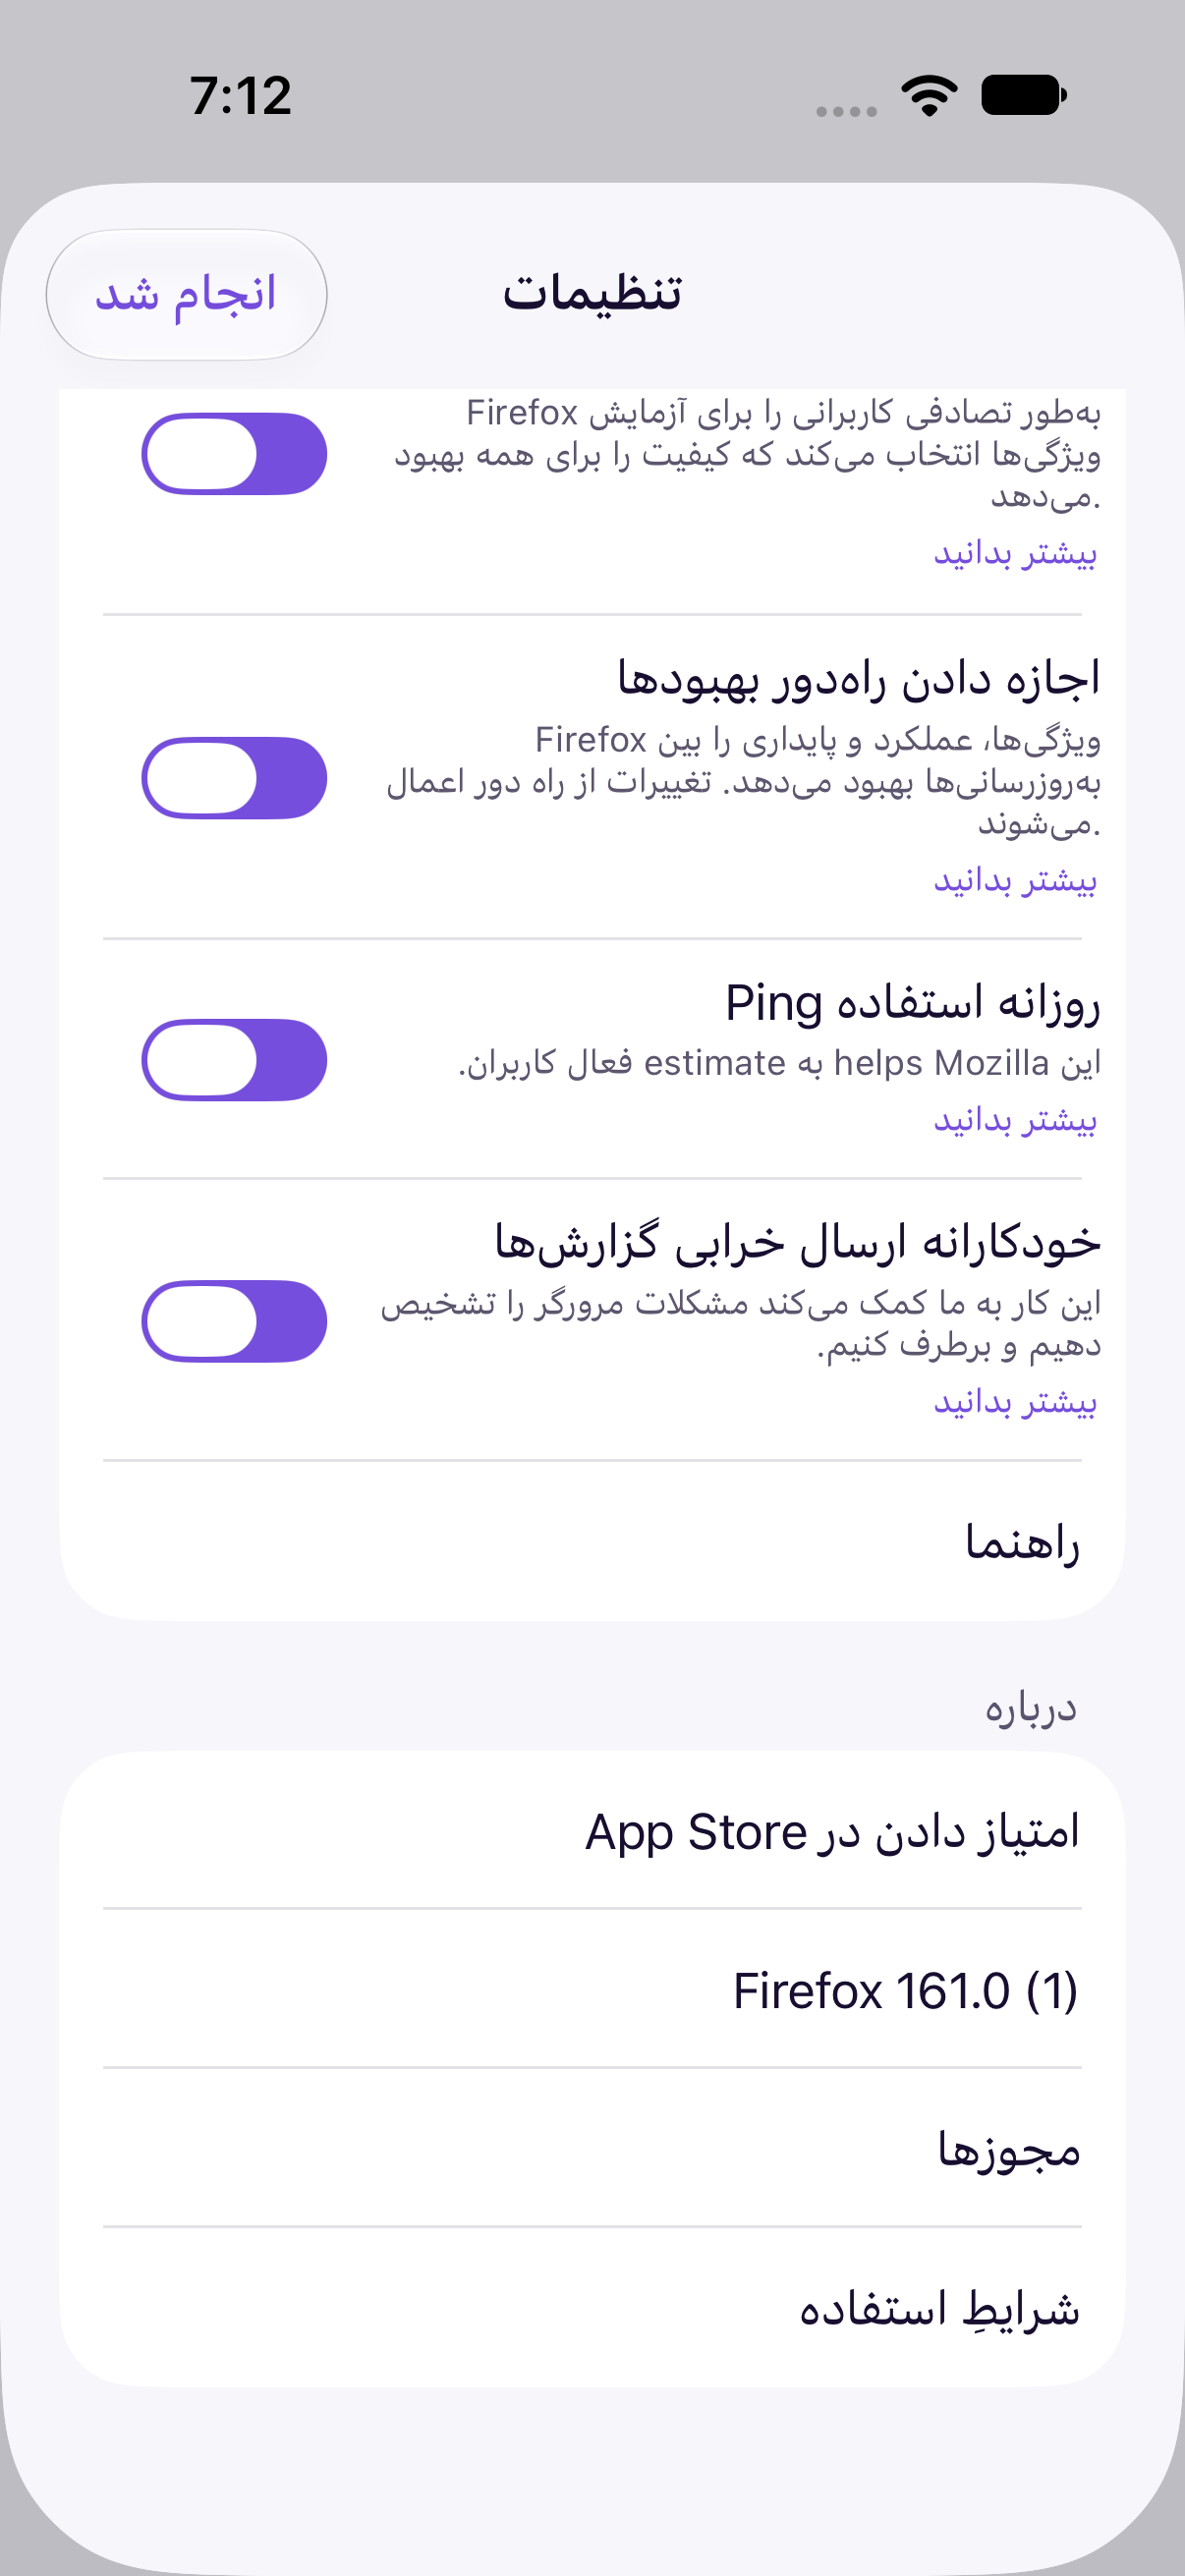 7:12
تنظیمات
انجام شد
به‌طور تصادفی کاربرانی را برای آزمایش Firefox
ویژگی‌ها انتخاب می‌کند که کیفیت را برای همه بهبود
.می‌دهد
بیشتر بدانید
اجازه دادن راه‌دور بهبودها
ویژگی‌ها، عملکرد و پایداری را بین Firefox
به‌روزرسانی‌ها بهبود می‌دهد. تغییرات از راه دور اعمال
.می‌شوند
بیشتر بدانید
روزانه استفاده Ping
این helps Mozilla به estimate فعال کاربران.
بیشتر بدانید
خودکارانه ارسال خرابی گزارش‌ها
این کار به ما کمک می‌کند مشکلات مرورگر را تشخیص
دهیم و برطرف کنیم.
بیشتر بدانید
راهنما
درباره
امتیاز دادن در App Store
Firefox 161.0 (1)
مجوزها
شرایطِ استفاده